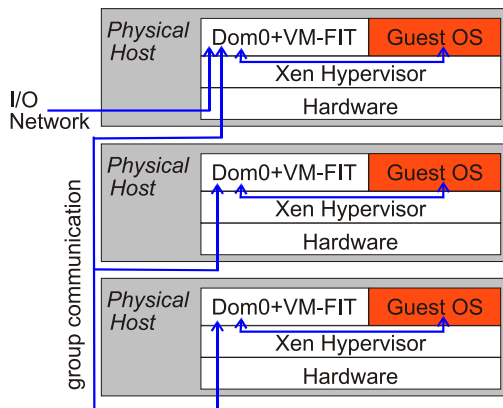 Physical
Host
Dom0+VM-FIT
Guest OS
Xen Hypervisor
Hardware
I/O
Network
group communication
Physical
Host
Dom0+VM-FIT
Guest OS
Xen Hypervisor
Hardware
Physical
Host
Dom0+VM-FIT
Guest OS
Xen Hypervisor
Hardware